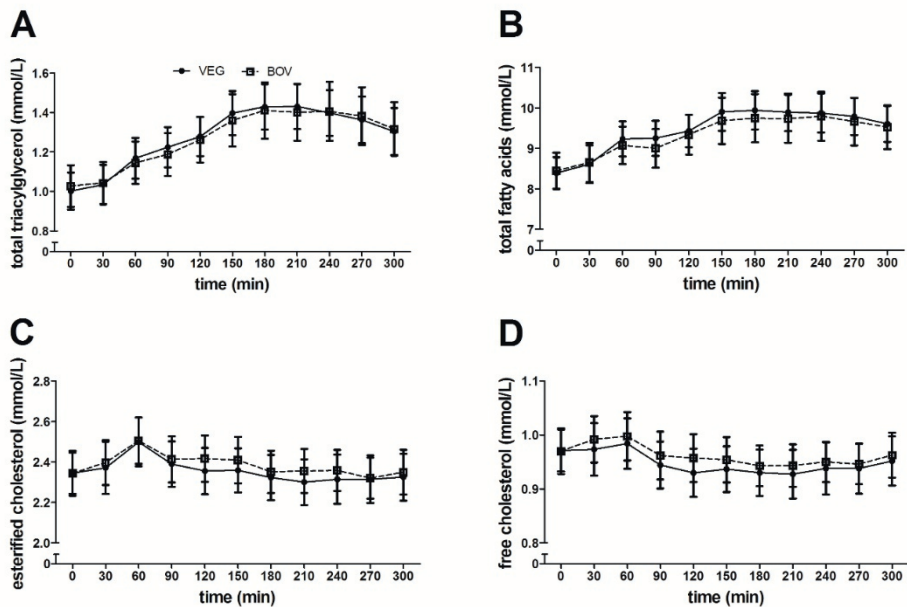 A
B
VEG BOV
total triacylglycerol (mmol/L)
1.6
1.4
1.2
1.0
0.8
0
0 30 60 90 120 150 180 210 240 270 300
time (min)
total fatty acids (mmol/L)
11
10
9
8
7
0
0 30 60 90 120 150 180 210 240 270 300
time (min)
C
D
esterified cholesterol (mmol/L)
2.8
2.6
2.4
2.2
2.0
0
0 30 60 90 120 150 180 210 240 270 300
time (min)
free cholesterol (mmol/L)
1.1
1.0
0.9
0.8
0
0 30 60 90 120 150 180 210 240 270 300
time (min)